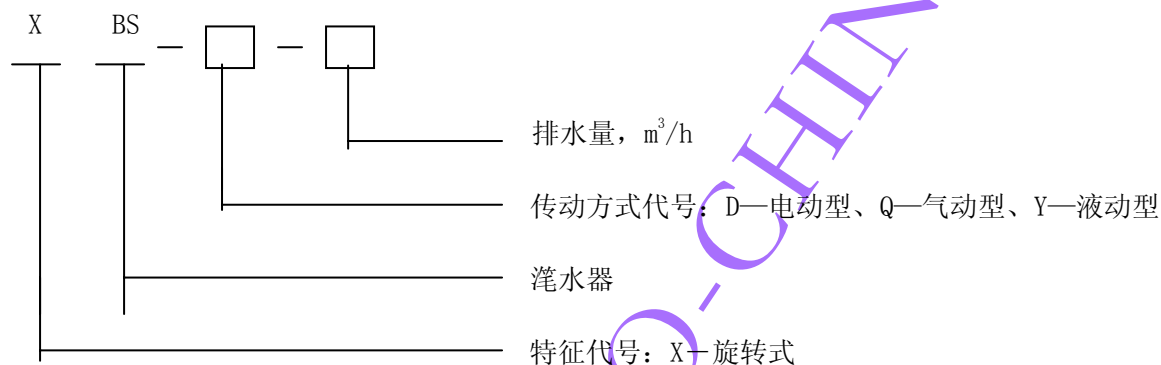 X BS — □ — □
排水量，m³/h
传动方式代号：D—电动型、Q—气动型、Y—液动型
滗水器
特征代号：X—旋转式
-CHIN